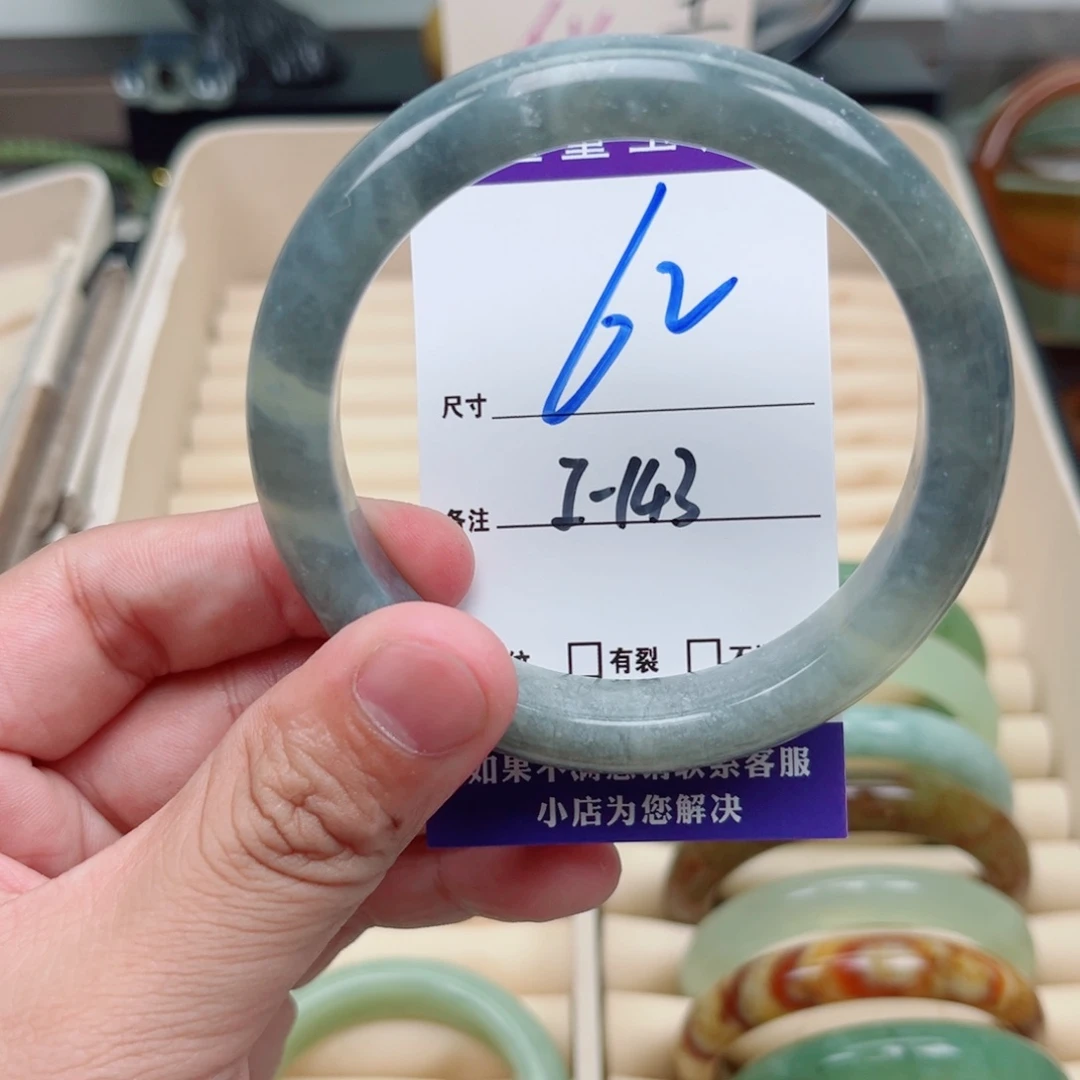 62
尺寸
I-143
备注
纹 □ 有裂 □
如果不满意请联系客服
小店为您解决